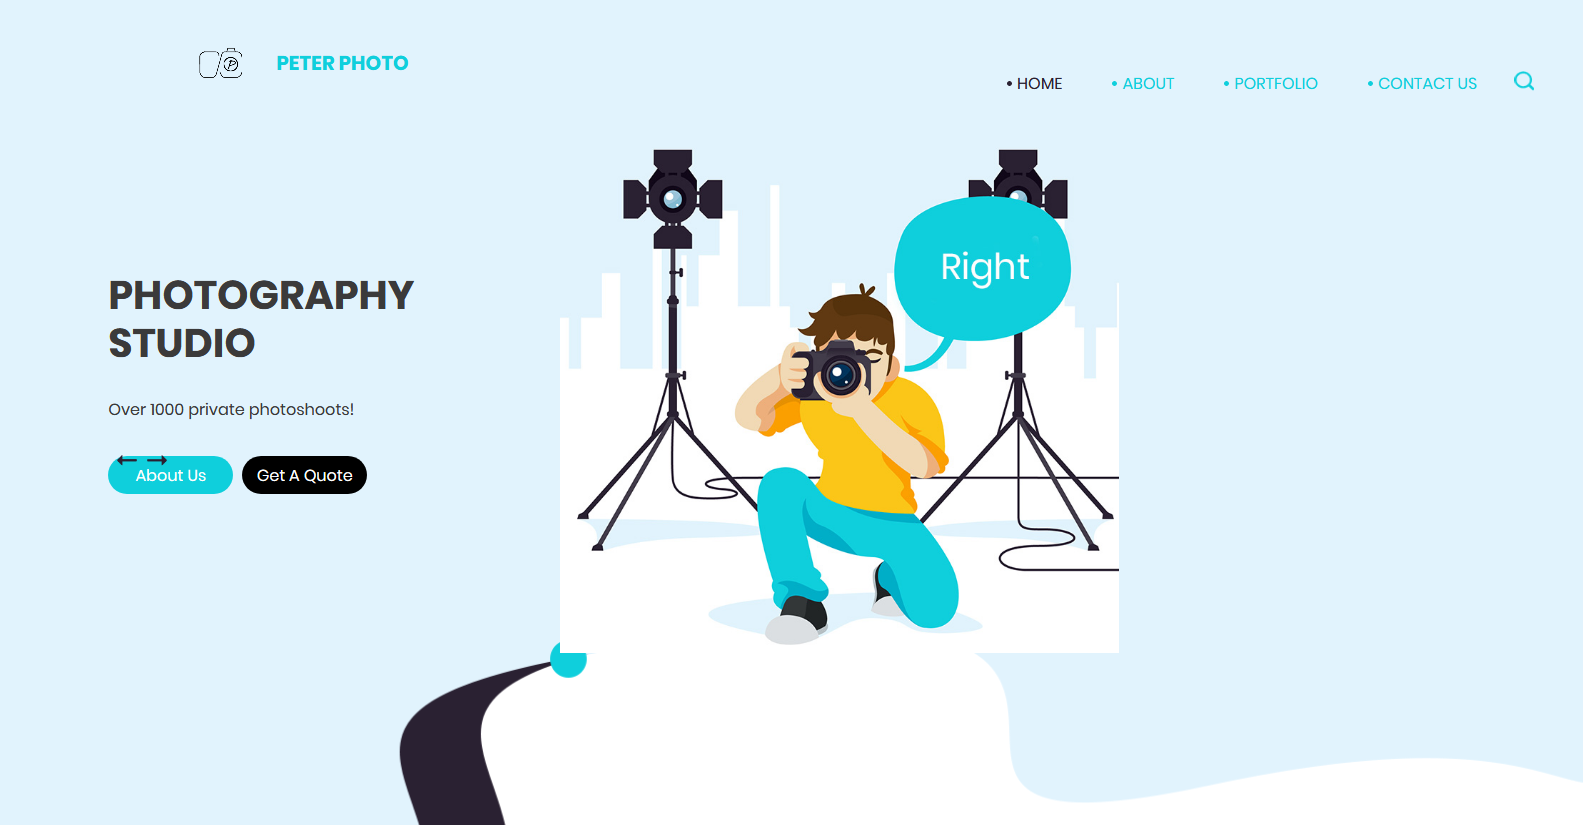 PETER PHOTO
• HOME
• ABOUT
• PORTFOLIO
• CONTACT US
Right
PHOTOGRAPHY
STUDIO
Over 1000 private photoshoots!
About Us
Get A Quote